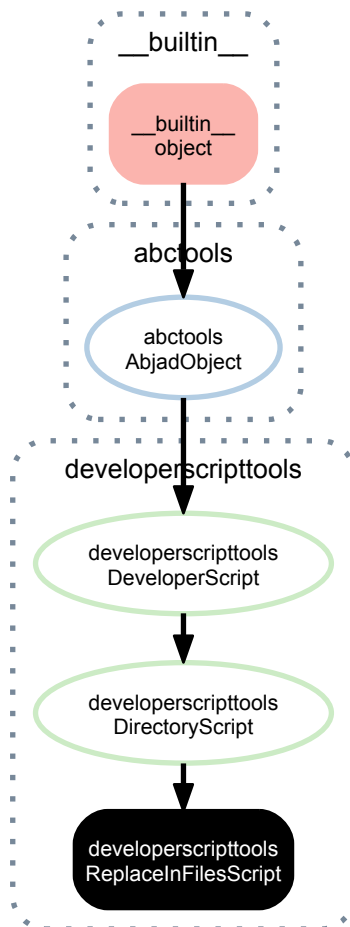 __builtin__
__builtin__
object
abctools
abctools
AbjadObject
developerscripttools
developerscripttools
DeveloperScript
developerscripttools
DirectoryScript
developerscripttools
ReplaceInFilesScript